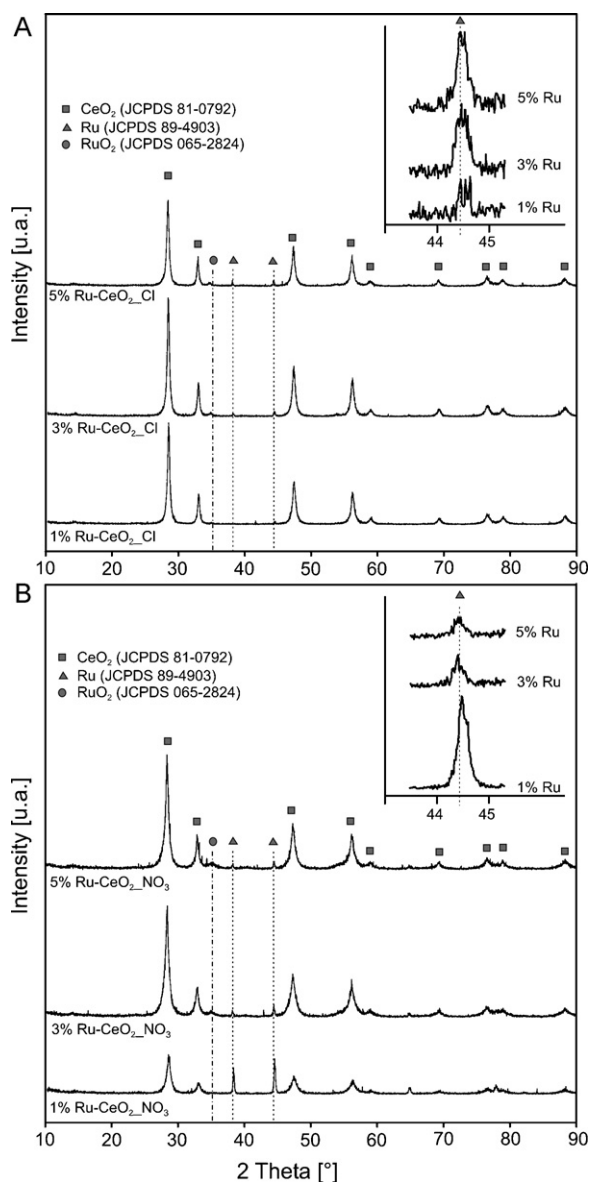 A
CeO₂ (JCPDS 81-0792)
Ru (JCPDS 89-4903)
RuO₂ (JCPDS 065-2824)
5% Ru
3% Ru
1% Ru
44 45
Intensity [u.a.]
5% Ru-CeO₂_Cl
3% Ru-CeO₂_Cl
1% Ru-CeO₂_Cl
10 20 30 40 50 60 70 80 90
B
CeO₂ (JCPDS 81-0792)
Ru (JCPDS 89-4903)
RuO₂ (JCPDS 065-2824)
5% Ru
3% Ru
1% Ru
44 45
Intensity [u.a.]
5% Ru-CeO₂_NO₃
3% Ru-CeO₂_NO₃
1% Ru-CeO₂_NO₃
10 20 30 40 50 60 70 80 90
2 Theta [°]